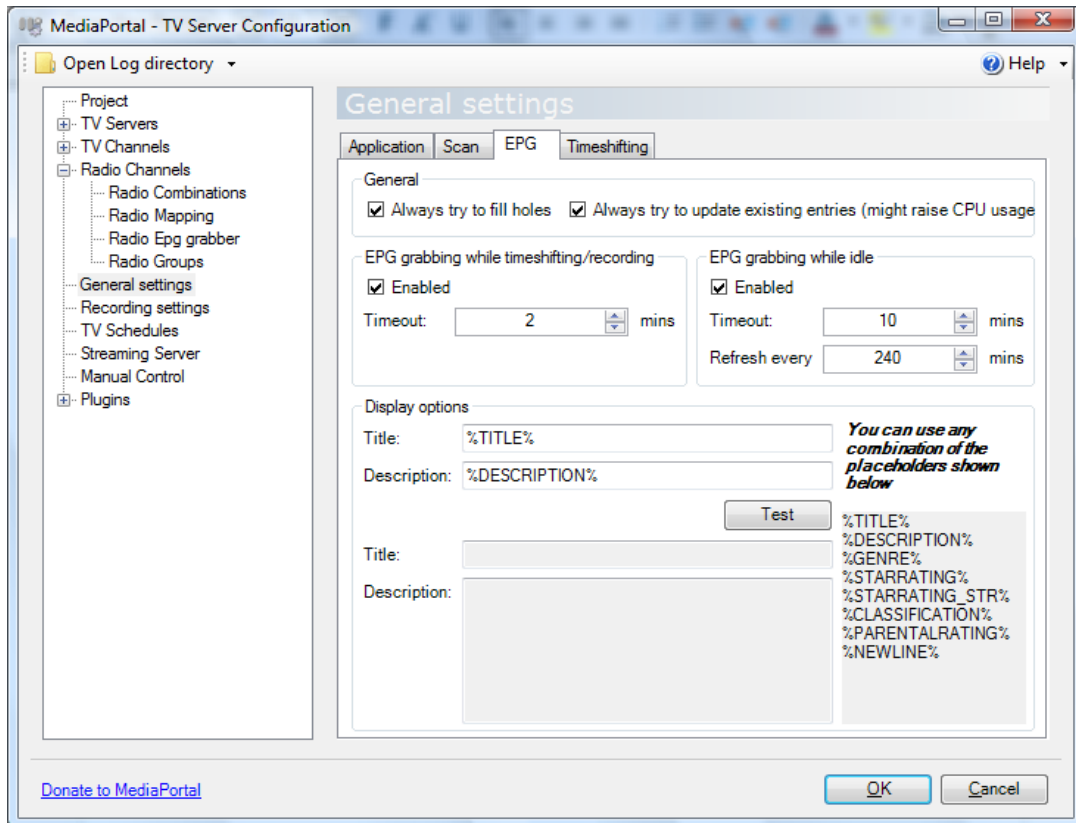 MediaPortal - TV Server Configuration
Open Log directory
Help
Project
TV Servers
TV Channels
Radio Channels
Radio Combinations
Radio Mapping
Radio Epg grabber
Radio Groups
General settings
Recording settings
TV Schedules
Streaming Server
Manual Control
Plugins
General settings
Application Scan EPG Timeshifting
General
Always try to fill holes Always try to update existing entries (might raise CPU usage
EPG grabbing while timeshifting/recording
Enabled
Timeout: 2 mins
EPG grabbing while idle
Enabled
Timeout: 10 mins
Refresh every 240 mins
Display options
Title: %TITLE%
Description: %DESCRIPTION%
Test
Title:
Description:
You can use any
combination of the
placeholders shown
below
%TITLE%
%DESCRIPTION%
%GENRE%
%STARRATING%
%STARRATING_STR%
%CLASSIFICATION%
%PARENTALRATING%
%NEWLINE%
Donate to MediaPortal
OK Cancel